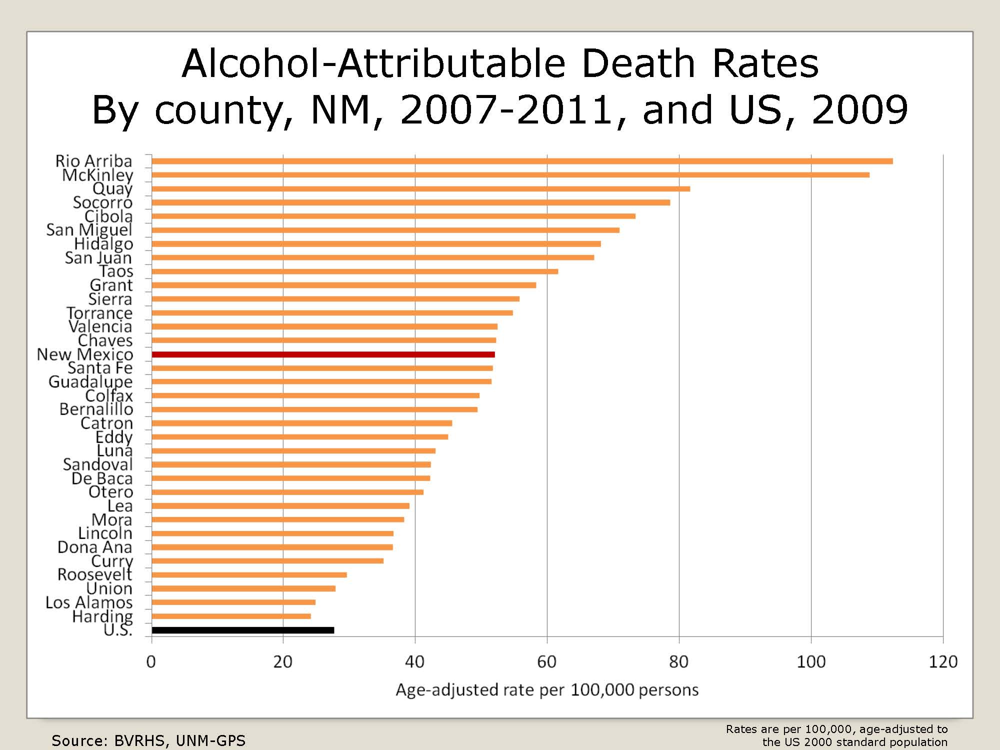 Alcohol-Attributable Death Rates
By county, NM, 2007-2011, and US, 2009
Rio Arriba
McKinley
Quay
Socorro
Cibola
San Miguel
Hidalgo
San Juan
Taos
Grant
Sierra
Torrance
Valencia
Chaves
New Mexico
Santa Fe
Guadalupe
Colfax
Bernalillo
Catron
Eddy
Luna
Sandoval
De Baca
Otero
Lea
Mora
Lincoln
Dona Ana
Curry
Roosevelt
Union
Los Alamos
Harding
U.S.
0 20 40 60 80 100 120
Age-adjusted rate per 100,000 persons
Source: BVRHS, UNM-GPS
Rates are per 100,000, age-adjusted to
the US 2000 standard population